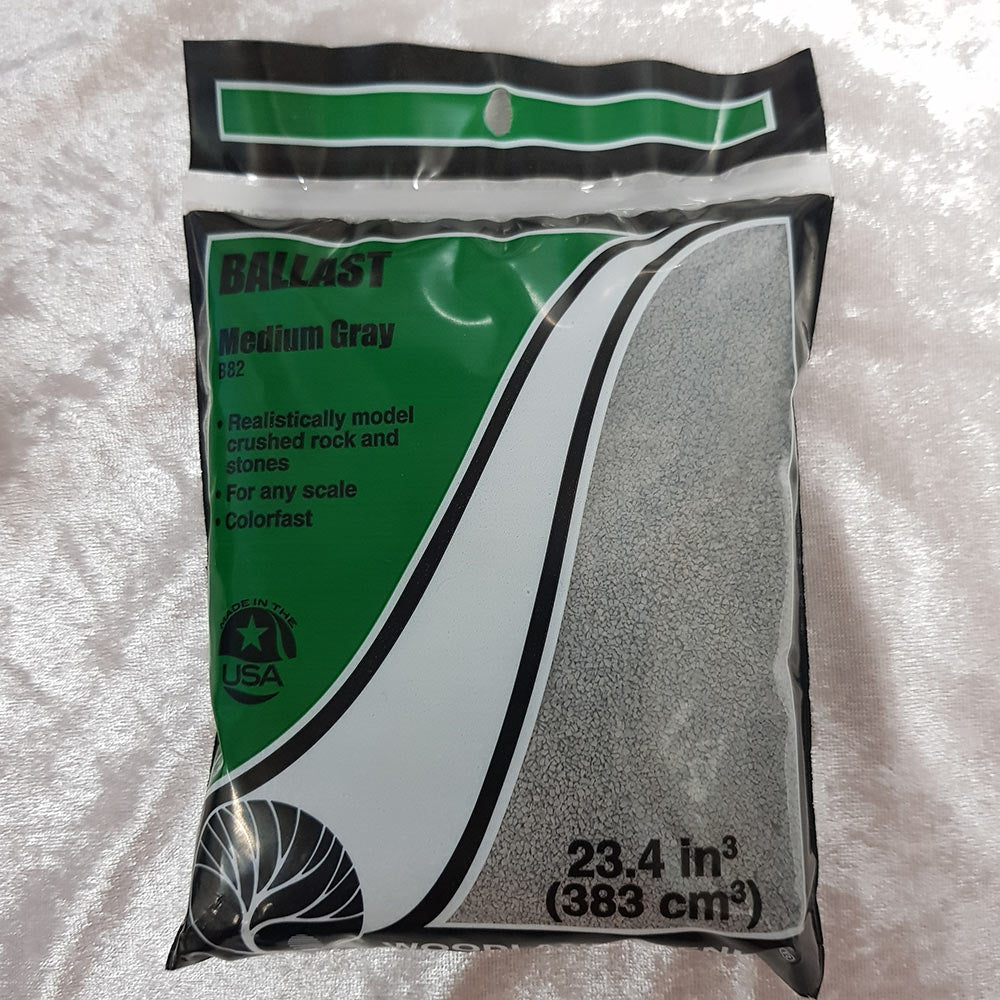 BALLAST
Medium Gray
B82
• Realistically model
crushed rock and
stones
• For any scale
• Colorfast
MADE IN THE
USA
23.4 in³
(383 cm³)